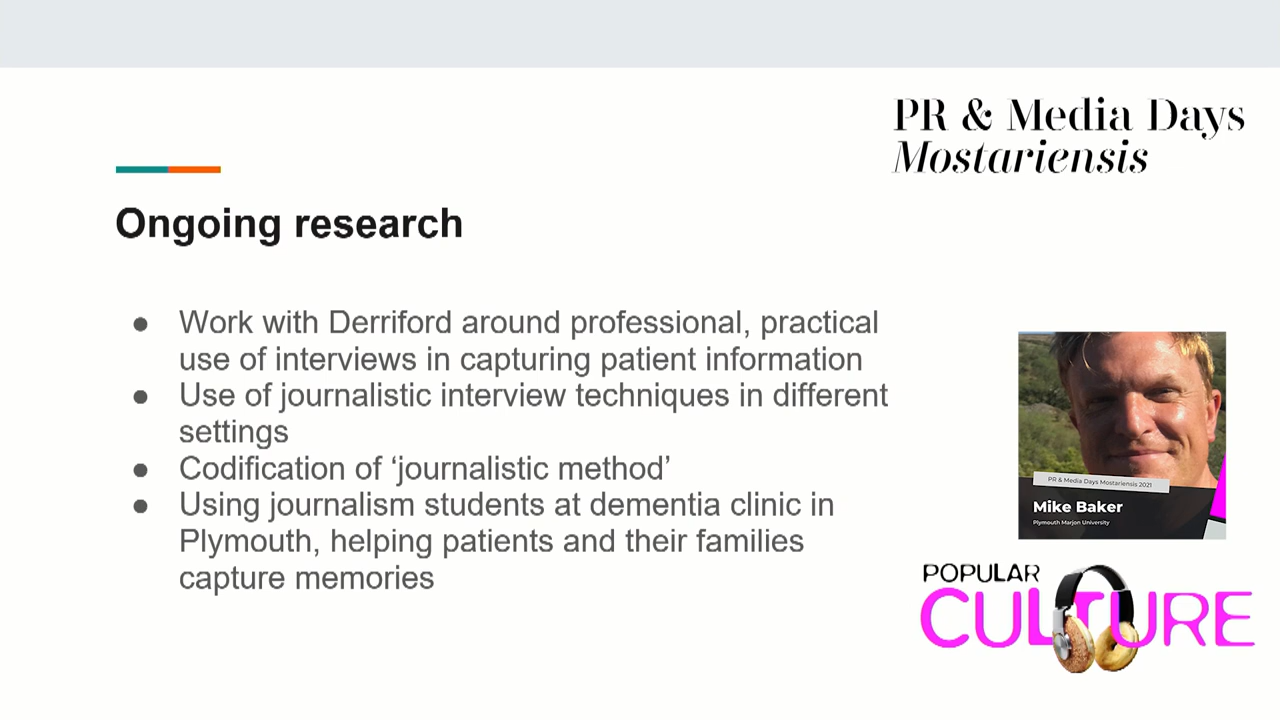 PR & Media Days
Mostariensis
Ongoing research
● Work with Derriford around professional, practical
use of interviews in capturing patient information
● Use of journalistic interview techniques in different
settings
● Codification of ‘journalistic method’
● Using journalism students at dementia clinic in
Plymouth, helping patients and their families
capture memories
PR & Media Days Mostariensis 2021
Mike Baker
Plymouth Marjon University
POPULAR
CULTURE